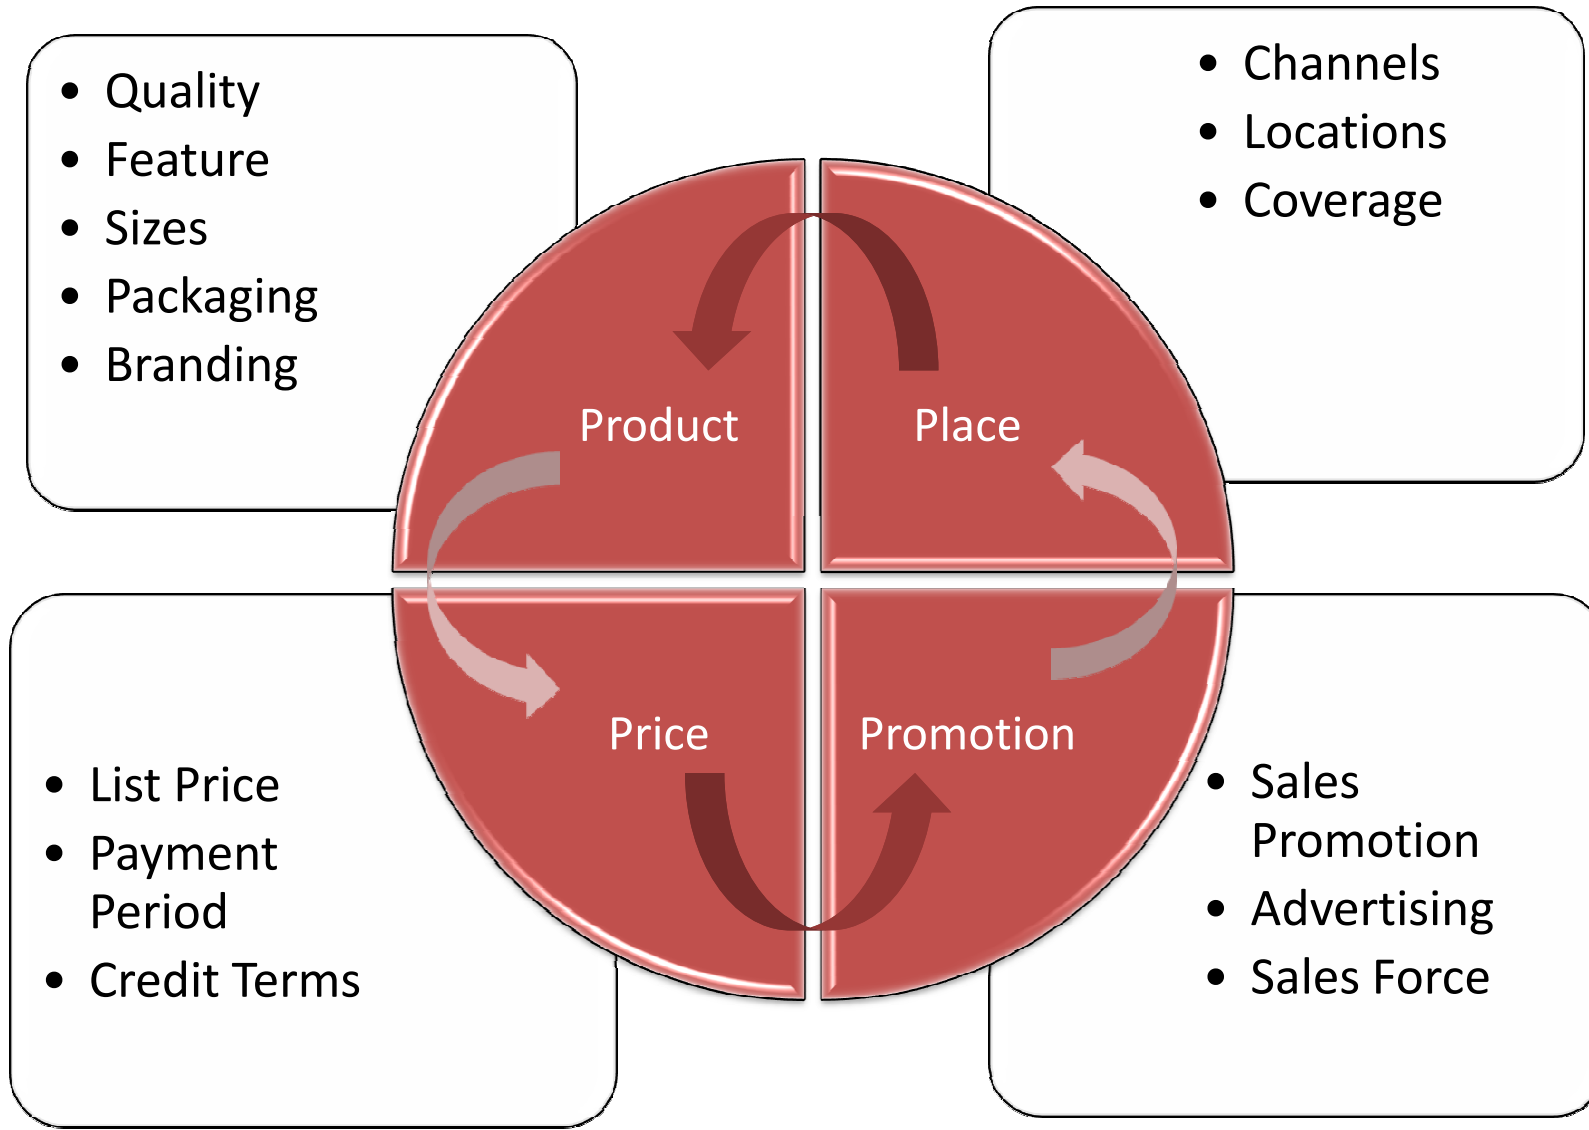 • Quality
• Feature
• Sizes
• Packaging
• Branding
• Channels
• Locations
• Coverage
Product
Place
Price
Promotion
• List Price
• Payment
Period
• Credit Terms
• Sales
Promotion
• Advertising
• Sales Force